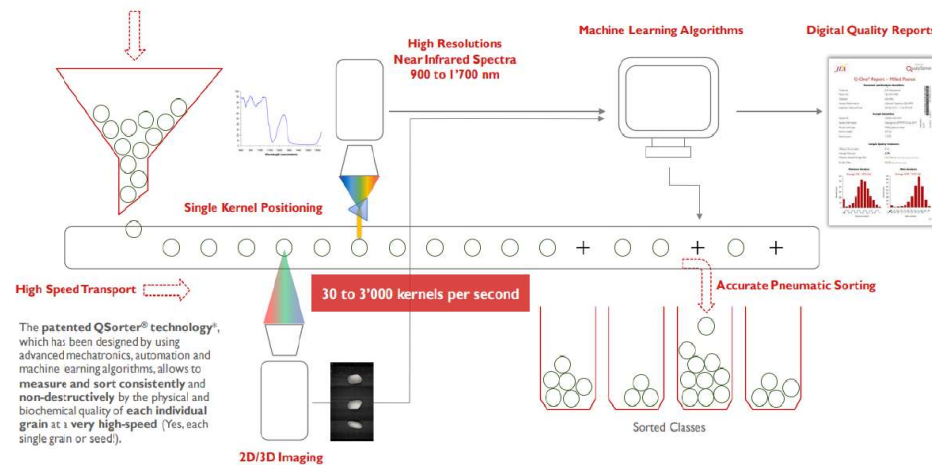 High Resolutions
Near Infrared Spectra
900 to 1'700 nm
Machine Learning Algorithms
Digital Quality Reports
Single Kernel Positioning
High Speed Transport
30 to 3'000 kernels per second
Accurate Pneumatic Sorting
The patented QSorter® technology*,
which has been designed by using
advanced mechatronics, automation and
machine earning algorithms, allows to
measure and sort consistently and
non-destructively by the physical and
biochemical quality of each individual
grain at a very high-speed (Yes, each
single grain or seed!).
2D/3D Imaging
Sorted Classes